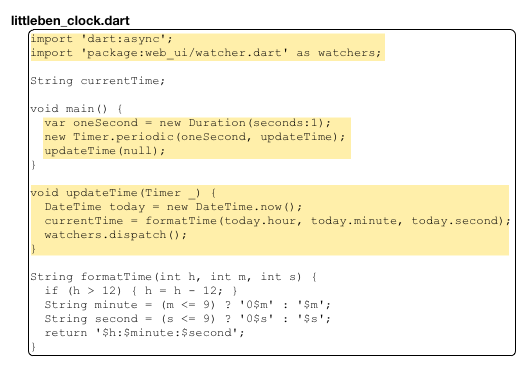 littleben_clock.dart
import 'dart:async';
import 'package:web_ui/watcher.dart' as watchers;
String currentTime;
void main() {
  var oneSecond = new Duration(seconds:1);
  new Timer.periodic(oneSecond, updateTime);
  updateTime(null);
}
void updateTime(Timer _) {
  DateTime today = new DateTime.now();
  currentTime = formatTime(today.hour, today.minute, today.second);
  watchers.dispatch();
}
String formatTime(int h, int m, int s) {
  if (h > 12) { h = h - 12; }
  String minute = (m <= 9) ? '0$m' : '$m';
  String second = (s <= 9) ? '0$s' : '$s';
  return '$h:$minute:$second';
}